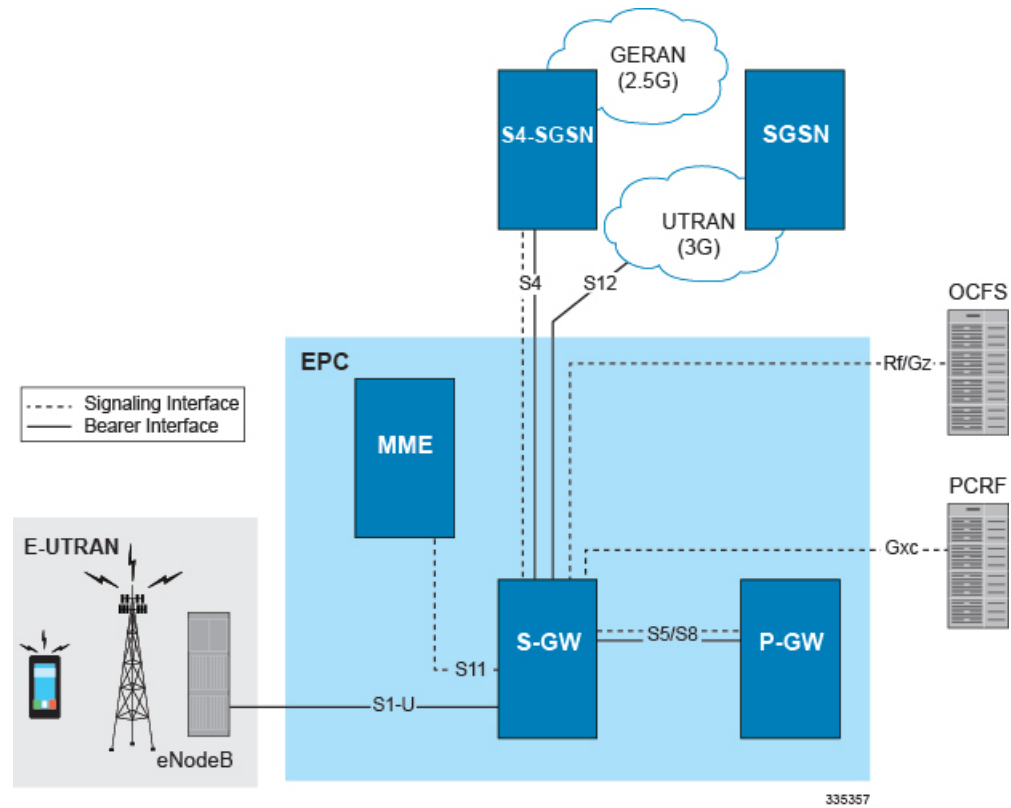 GERAN
(2.5G)
S4-SGSN
SGSN
UTRAN
(3G)
S4
S12
OCFS
EPC
Rf/Gz
Signaling Interface
Bearer Interface
MME
PCRF
E-UTRAN
Gxc
S-GW
S5/S8
P-GW
S11
S1-U
eNodeB
335357